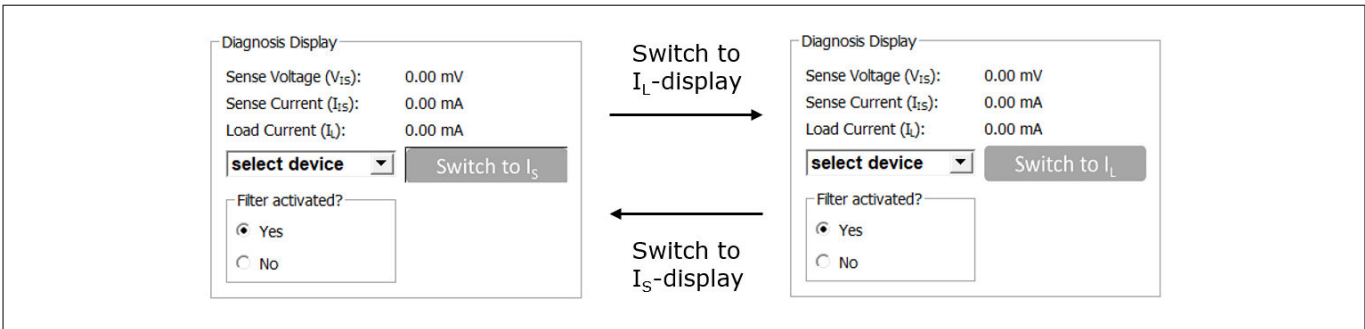 Diagnosis Display
Sense Voltage (VIS): 0.00 mV
Sense Current (IIS): 0.00 mA
Load Current (IL): 0.00 mA
select device Switch to IS
Filter activated?
Yes
No
Switch to
IL-display
Switch to
IS-display
Diagnosis Display
Sense Voltage (VIS): 0.00 mV
Sense Current (IIS): 0.00 mA
Load Current (IL): 0.00 mA
select device Switch to IL
Filter activated?
Yes
No